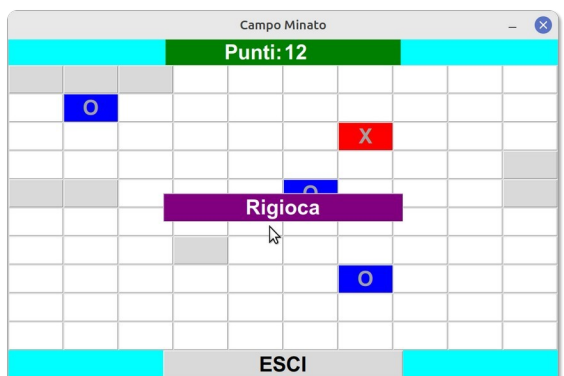 Campo Minato
Punti: 12
O
X
O
Rigioca
O
ESCI